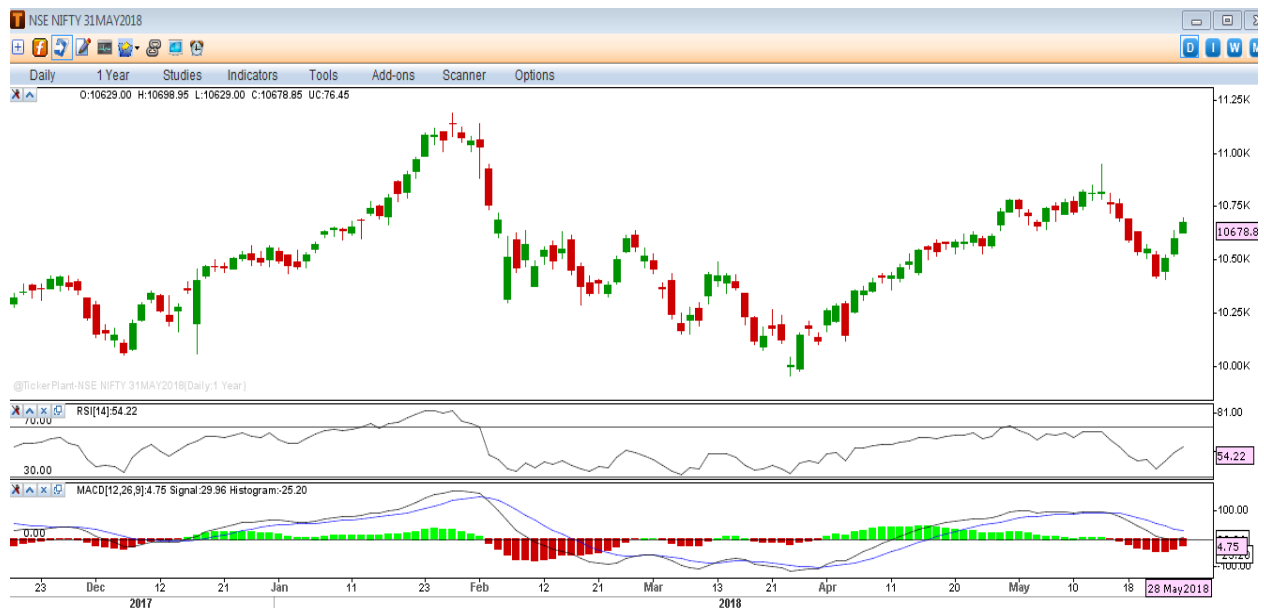 NSE NIFTY 31MAY2018
D I W M
Daily 1 Year Studies Indicators Tools Add-ons Scanner Options
O:10629.00 H:10698.95 L:10629.00 C:10678.85 UC:76.45
11.25K
11.00K
10.75K
10678.8
10.50K
10.25K
10.00K
@TickerPlant-NSE NIFTY 31MAY2018(Daily:1 Year)
RSI[14]:54.22
70.00
81.00
54.22
30.00
MACD[12,26,9]:4.75 Signal:29.96 Histogram:-25.20
100.00
0.00
4.75
-100.00
23 Dec 12 21 Jan 11 23 Feb 12 21 Mar 13 21 Apr 11 20 May 10 18 28 May2018
2017 2018